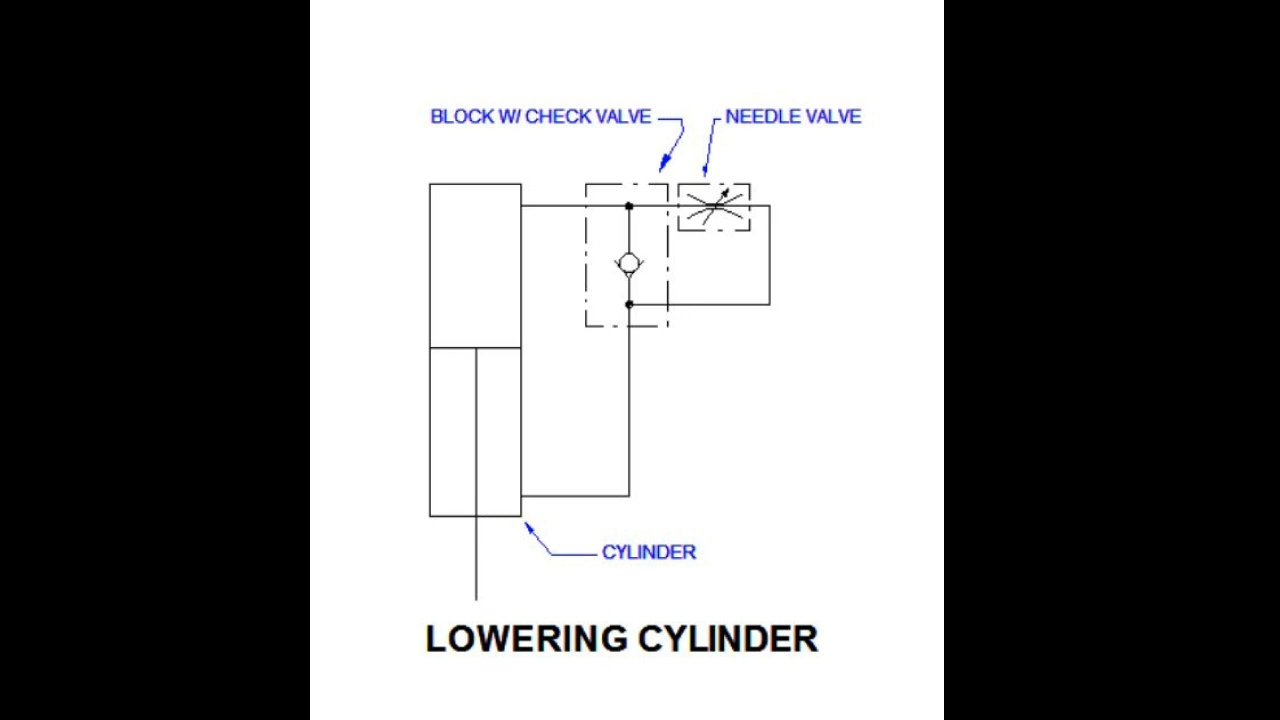 BLOCK W/ CHECK VALVE
NEEDLE VALVE
CYLINDER
LOWERING CYLINDER